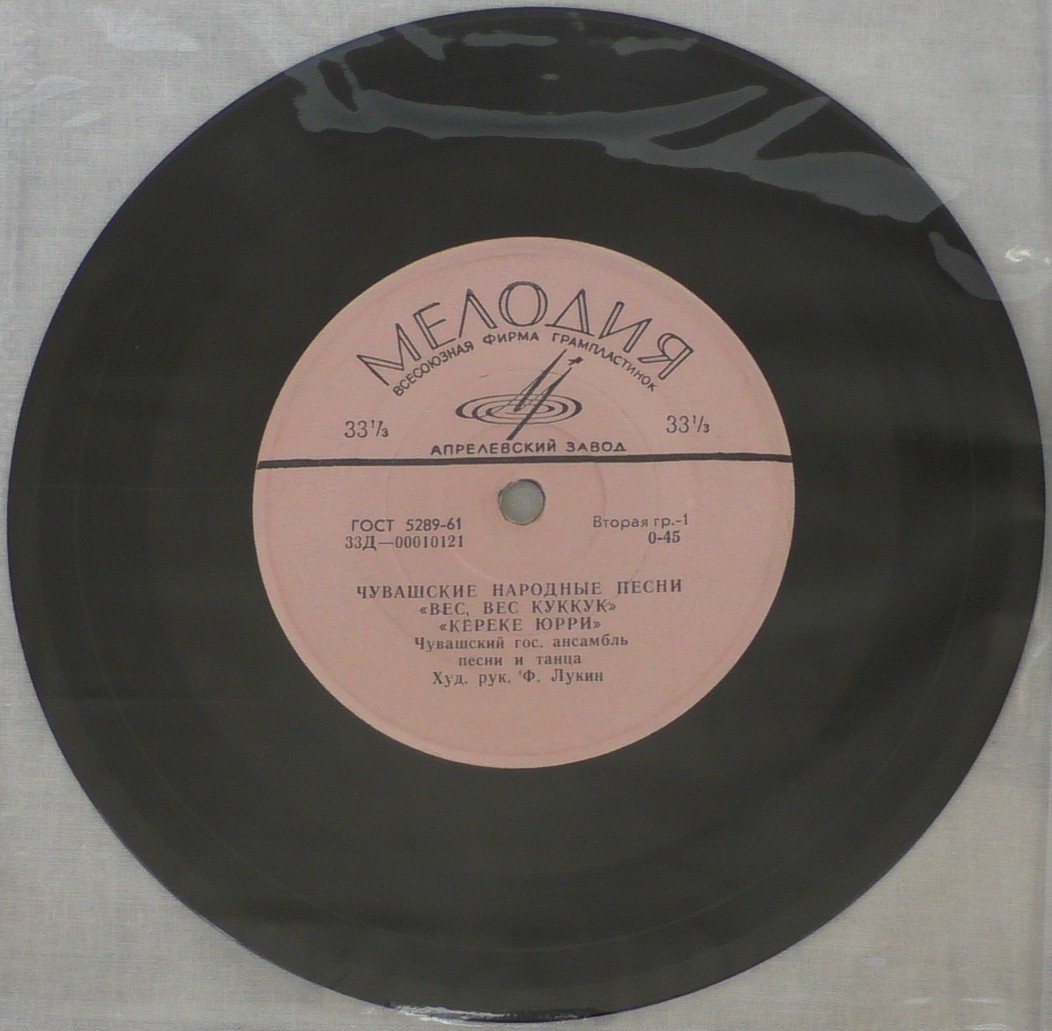 МЕЛОДИЯ
ВСЕСОЮЗНАЯ ФИРМА ГРАМПЛАСТИНОК
33⅓ 33⅓
АПРЕЛЕВСКИЙ ЗАВОД
ГОСТ 5289-61 Вторая гр.-1
33Д—00010121 0-45
ЧУВАШСКИЕ НАРОДНЫЕ ПЕСНИ
«ВЕС, ВЕС КУККУК»
«КЕРЕКЕ ЮРРИ»
Чувашский гос. ансамбль
песни и танца
Худ. рук. Ф. Лукин